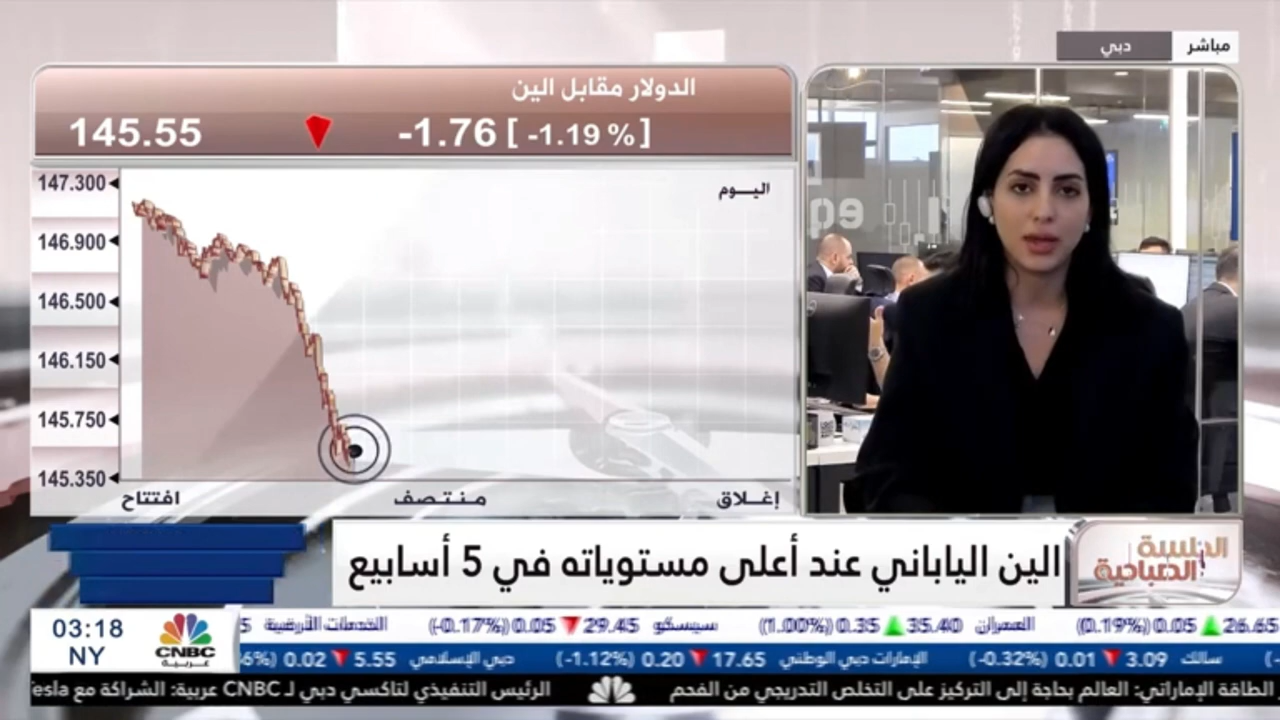 مباشر دبي
الدولار مقابل الين
145.55 -1.76 [ -1.19 % ]
اليوم
147.300
146.900
146.500
146.150
145.750
145.350
افتتاح منتصف إغلاق
الين الياباني عند أعلى مستوياته في 5 أسابيع
الجلسة الصباحية
03:18
NY
CNBC
عربية
26.65 0.05 (0.19%) العمران 35.40 0.35 (1.00%) سيسكو 29.45 0.05 (-0.17%) الخدمات الأرضية
سالك 3.09 0.01 (-0.32%) الإمارات دبي الوطني 17.65 0.20 (-1.12%) دبي الإسلامي 5.55 0.02
الطاقة الإماراتي: العالم بحاجة إلى التركيز على التخلص التدريجي من الفحم الرئيس التنفيذي لتاكسي دبي لـ CNBC عربية: الشراكة مع Tesla